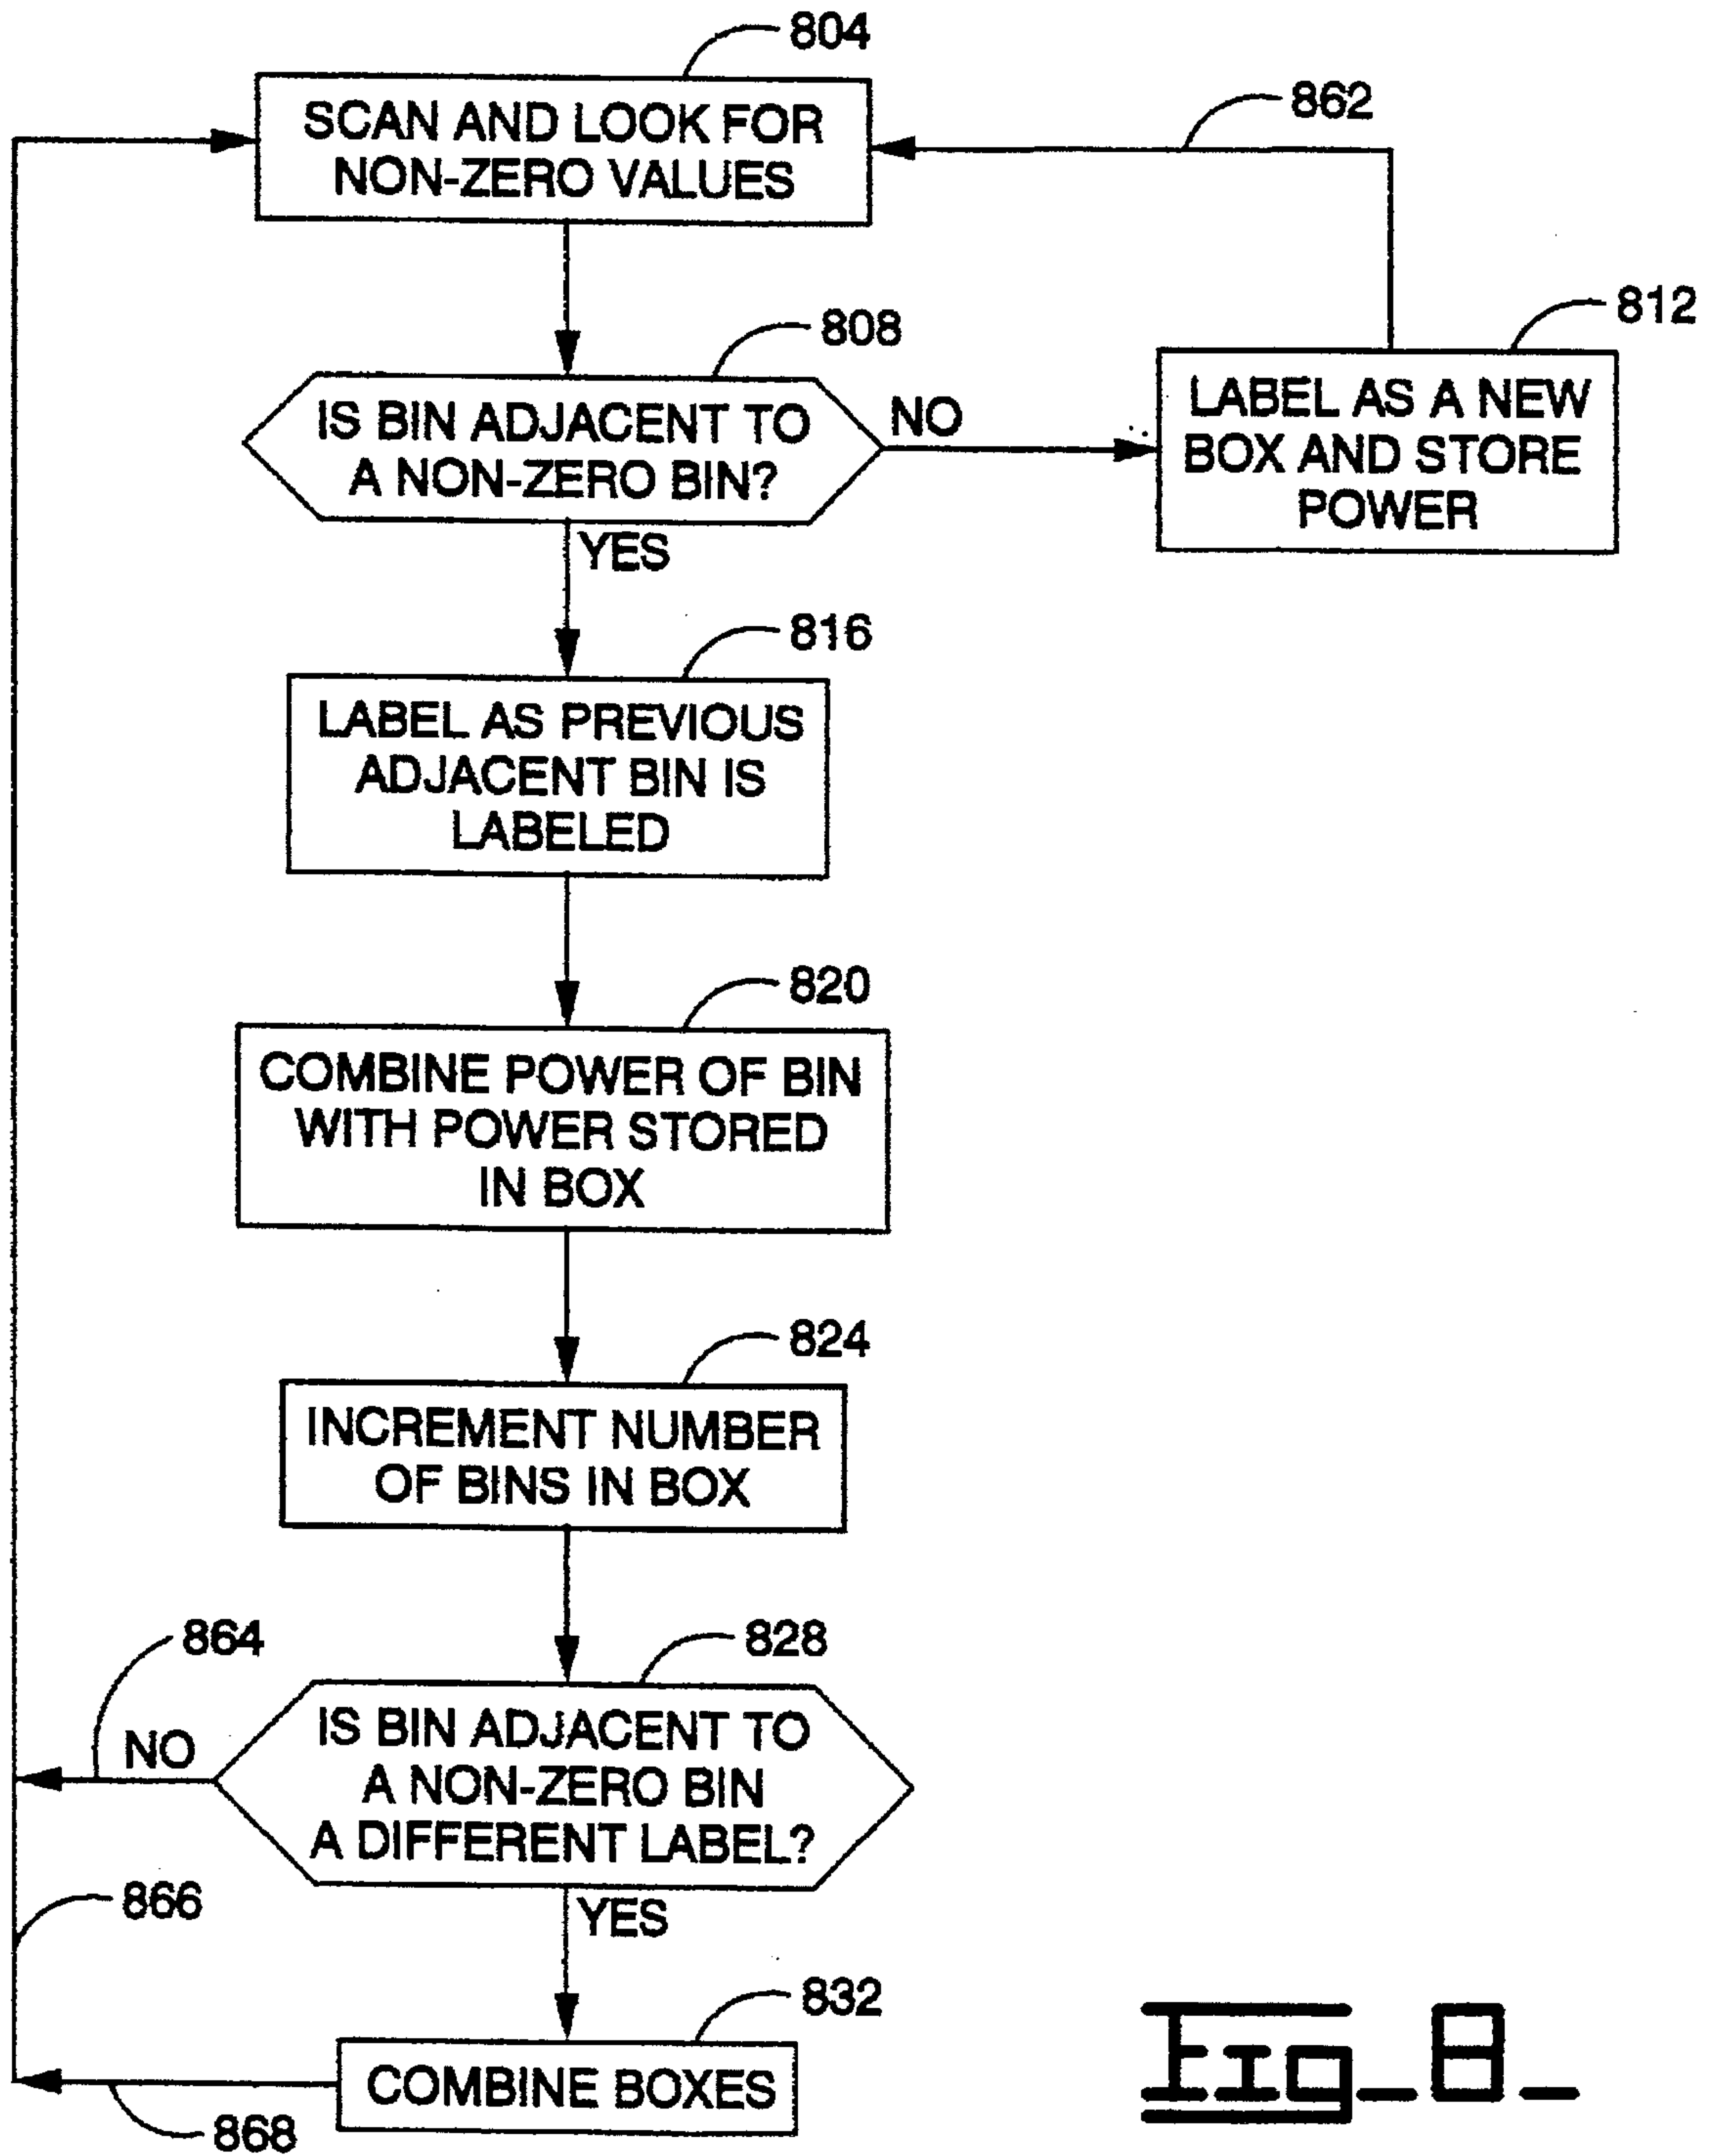 804
SCAN AND LOOK FOR
NON-ZERO VALUES
862
808
IS BIN ADJACENT TO
A NON-ZERO BIN?
NO
812
LABEL AS A NEW
BOX AND STORE
POWER
YES
816
LABEL AS PREVIOUS
ADJACENT BIN IS
LABELED
820
COMBINE POWER OF BIN
WITH POWER STORED
IN BOX
824
INCREMENT NUMBER
OF BINS IN BOX
864
828
NO
IS BIN ADJACENT TO
A NON-ZERO BIN
A DIFFERENT LABEL?
866
YES
832
COMBINE BOXES
868
Fig_8_